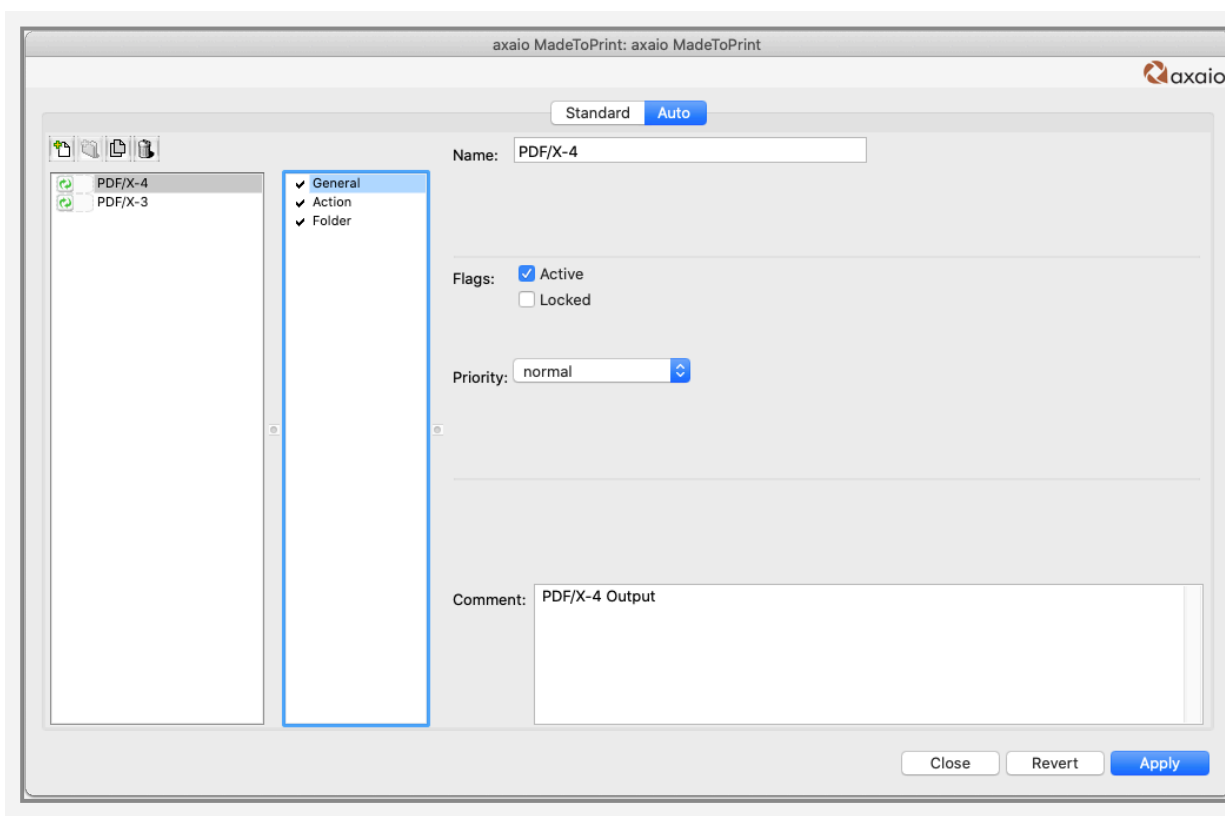 axaio MadeToPrint: axaio MadeToPrint
axaio
Standard Auto
Name: PDF/X-4
PDF/X-4
PDF/X-3
General
Action
Folder
Flags: Active
Locked
Priority: normal
Comment: PDF/X-4 Output
Close Revert Apply